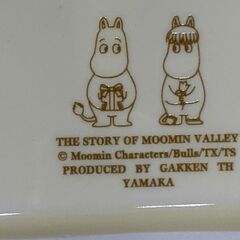 THE STORY OF MOOMIN VALLEY
© Moomin Characters/Bulls/TX/TS
PRODUCED BY GAKKEN TH
YAMAKA